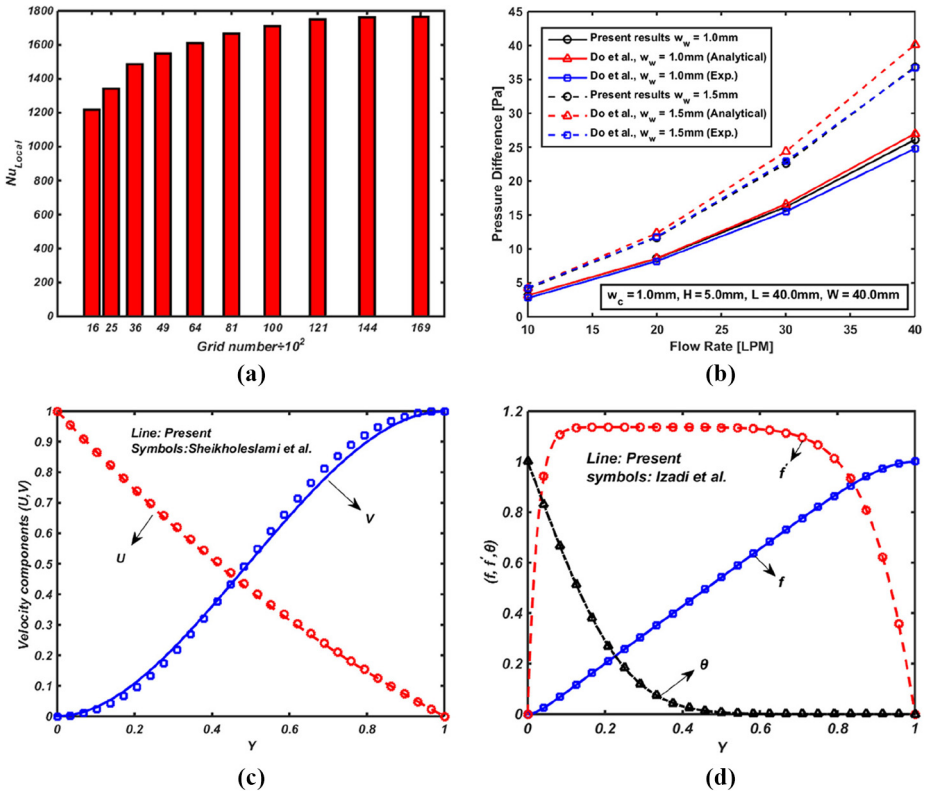 1800
1600
1400
1200
1000
800
600
400
200
0
Nu_Local
16 25 36 49 64 81 100 121 144 169
Grid number÷10²
(a)
45
40
35
30
25
20
15
10
5
0
Pressure Difference [Pa]
Present results w_w = 1.0mm
Do et al., w_w = 1.0mm (Analytical)
Do et al., w_w = 1.0mm (Exp.)
Present results w_w = 1.5mm
Do et al., w_w = 1.5mm (Analytical)
Do et al., w_w = 1.5mm (Exp.)
w_c = 1.0mm, H = 5.0mm, L = 40.0mm, W = 40.0mm
10 15 20 25 30 35 40
Flow Rate [LPM]
(b)
1
0.9
0.8
0.7
0.6
0.5
0.4
0.3
0.2
0.1
0
Velocity components (U,V)
Line: Present
Symbols:Sheikholeslami et al.
U
V
0 0.2 0.4 0.6 0.8 1
Y
(c)
1.2
1
0.8
0.6
0.4
0.2
0
(f, f′,θ)
Line: Present
symbols: Izadi et al.
f′
f
θ
0 0.2 0.4 0.6 0.8 1
Y
(d)